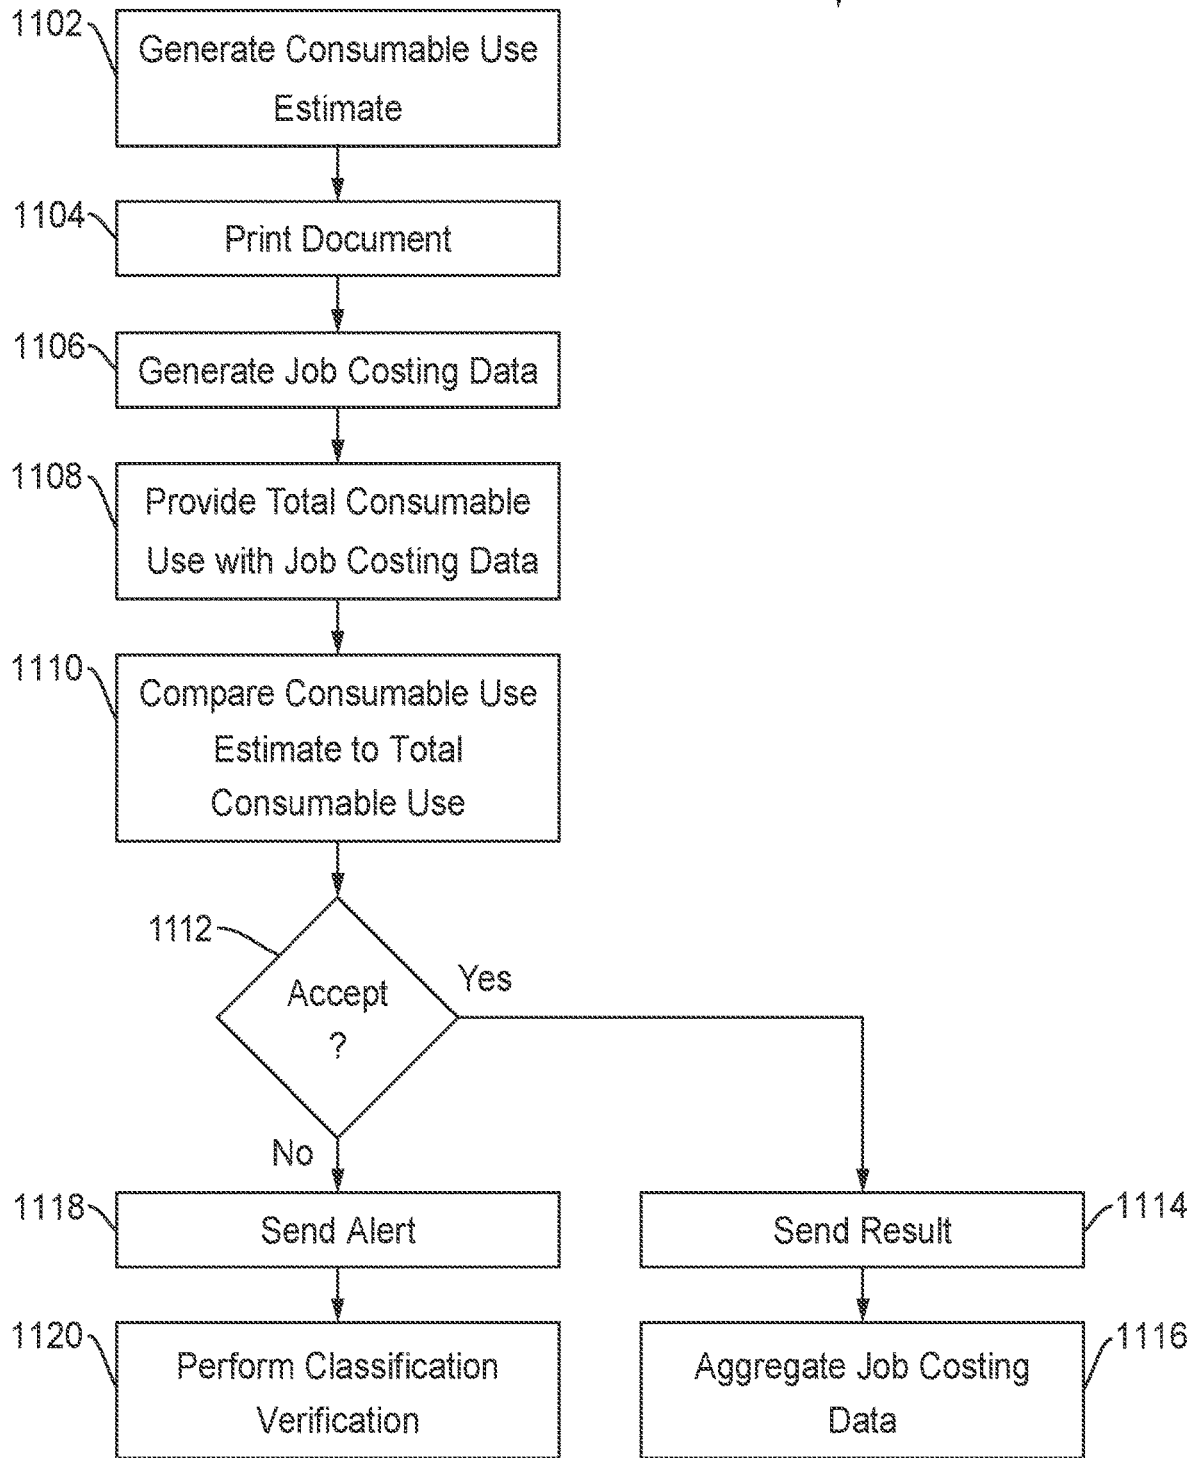 1102
Generate Consumable Use
Estimate
1104
Print Document
1106
Generate Job Costing Data
1108
Provide Total Consumable
Use with Job Costing Data
1110
Compare Consumable Use
Estimate to Total
Consumable Use
1112
Accept
?
Yes
No
1118
Send Alert
Send Result
1114
1120
Perform Classification
Verification
Aggregate Job Costing
Data
1116